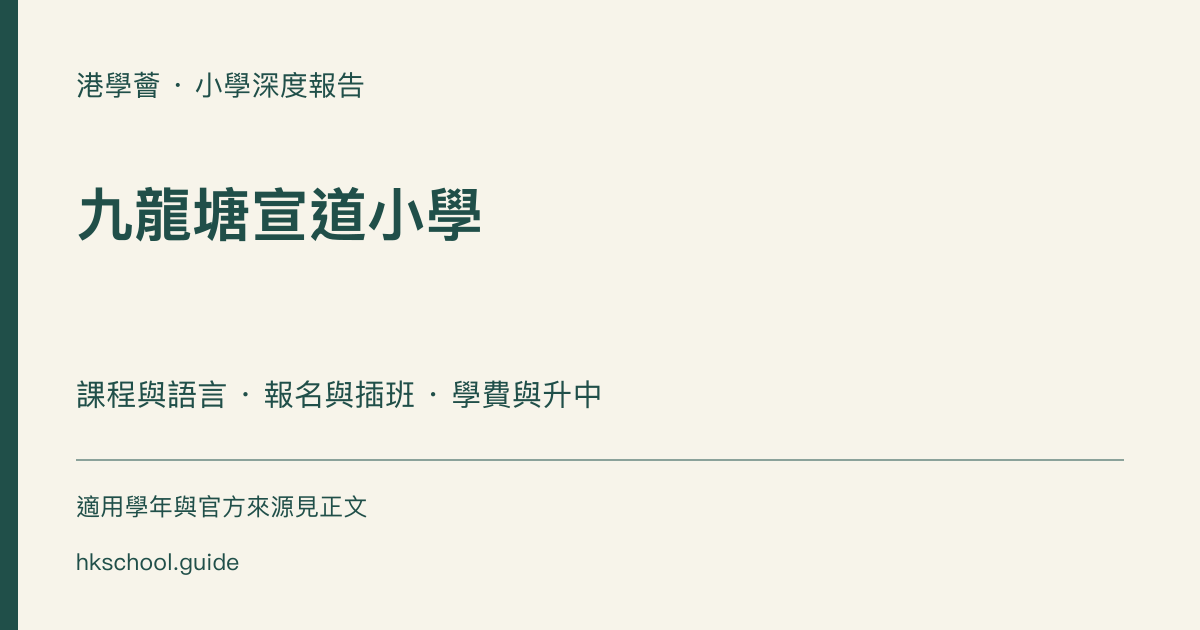 港學薈 · 小學深度報告
九龍塘宣道小學
課程與語言 · 報名與插班 · 學費與升中
適用學年與官方來源見正文
hkschool.guide